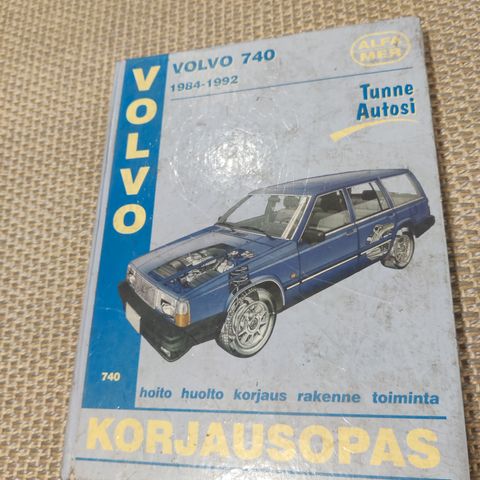 VOLVO
VOLVO 740
1984-1992
ALFA
MER
Tunne
Autosi
740
hoito huolto korjaus rakenne toiminta
KORJAUSOPAS